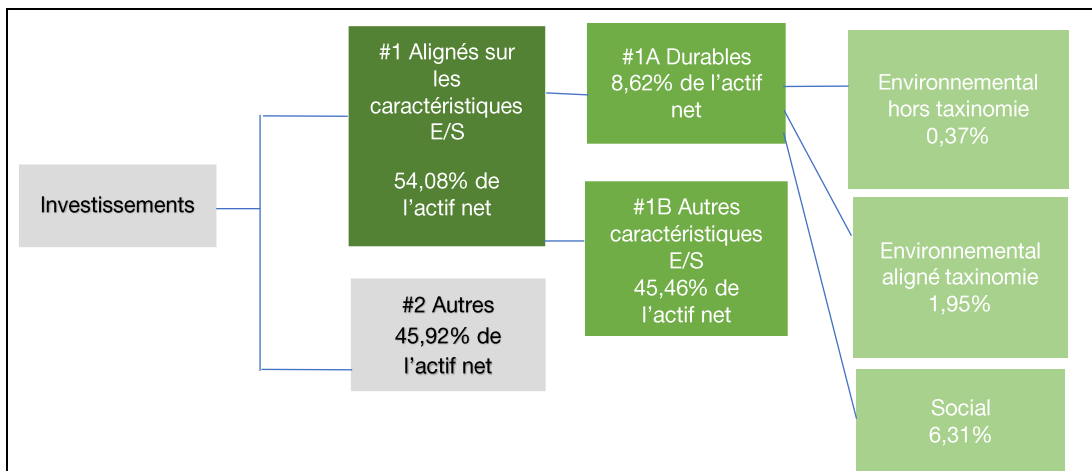 Investissements
#1 Alignés sur
les
caractéristiques
E/S
54,08% de
l'actif net
#2 Autres
45,92% de
l'actif net
#1A Durables
8,62% de l'actif
net
#1B Autres
caractéristiques
E/S
45,46% de
l'actif net
Environnemental
hors taxinomie
0,37%
Environnemental
aligné taxinomie
1,95%
Social
6,31%